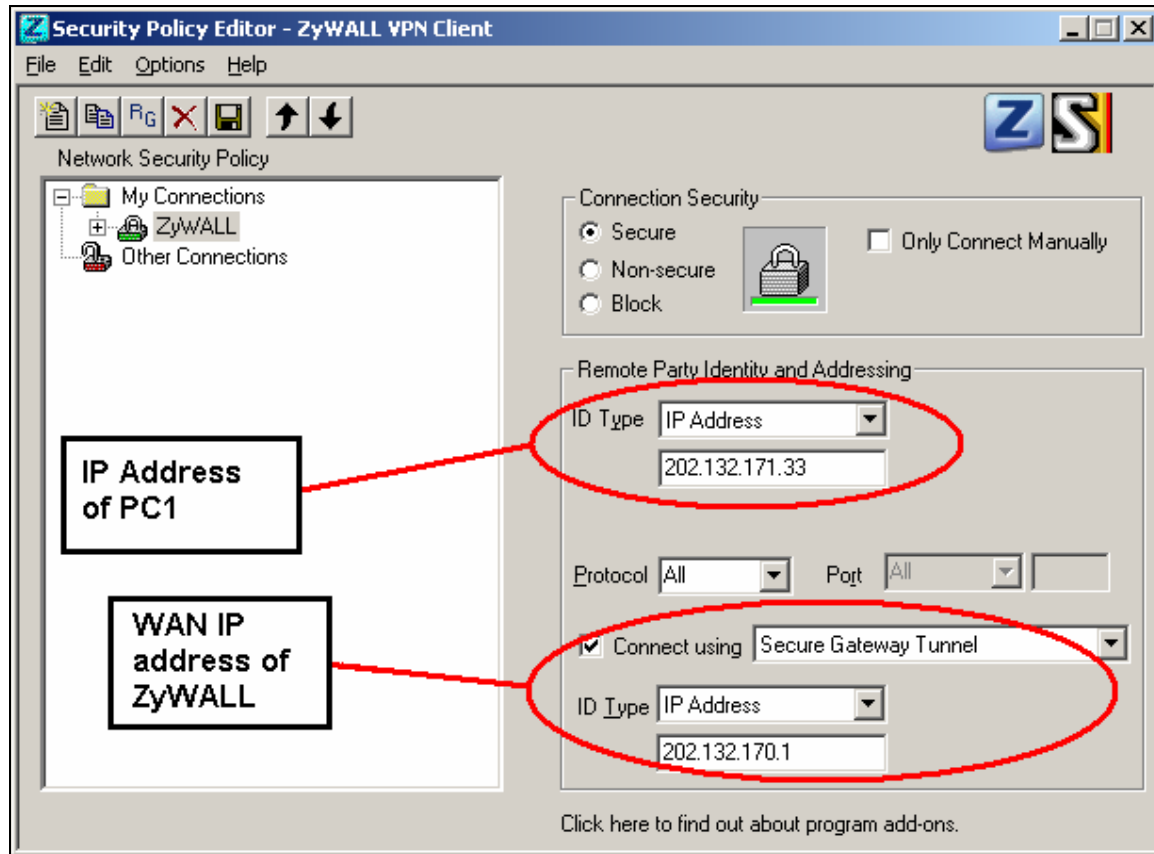 Security Policy Editor - ZyWALL VPN Client
File Edit Options Help
RG
Z S
Network Security Policy
My Connections
ZyWALL
Other Connections
Connection Security
Secure
Non-secure
Block
Only Connect Manually
Remote Party Identity and Addressing
ID Type IP Address
202.132.171.33
IP Address
of PC1
Protocol All Port All
WAN IP
address of
ZyWALL
Connect using Secure Gateway Tunnel
ID Type IP Address
202.132.170.1
Click here to find out about program add-ons.